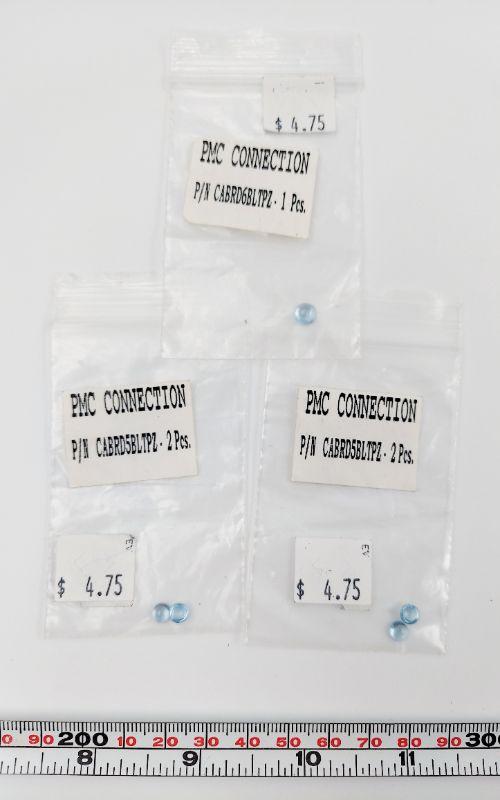 $ 4.75
PMC CONNECTION
P/N CABRD6BLTPZ - 1 Pcs.
PMC CONNECTION
P/N CABRD5BLTPZ - 2 Pcs.
$ 4.75
PMC CONNECTION
P/N CABRD5BLTPZ - 2 Pcs.
$ 4.75
90 200 10 20 30 40 50 60 70 80 90
8 9 10 11